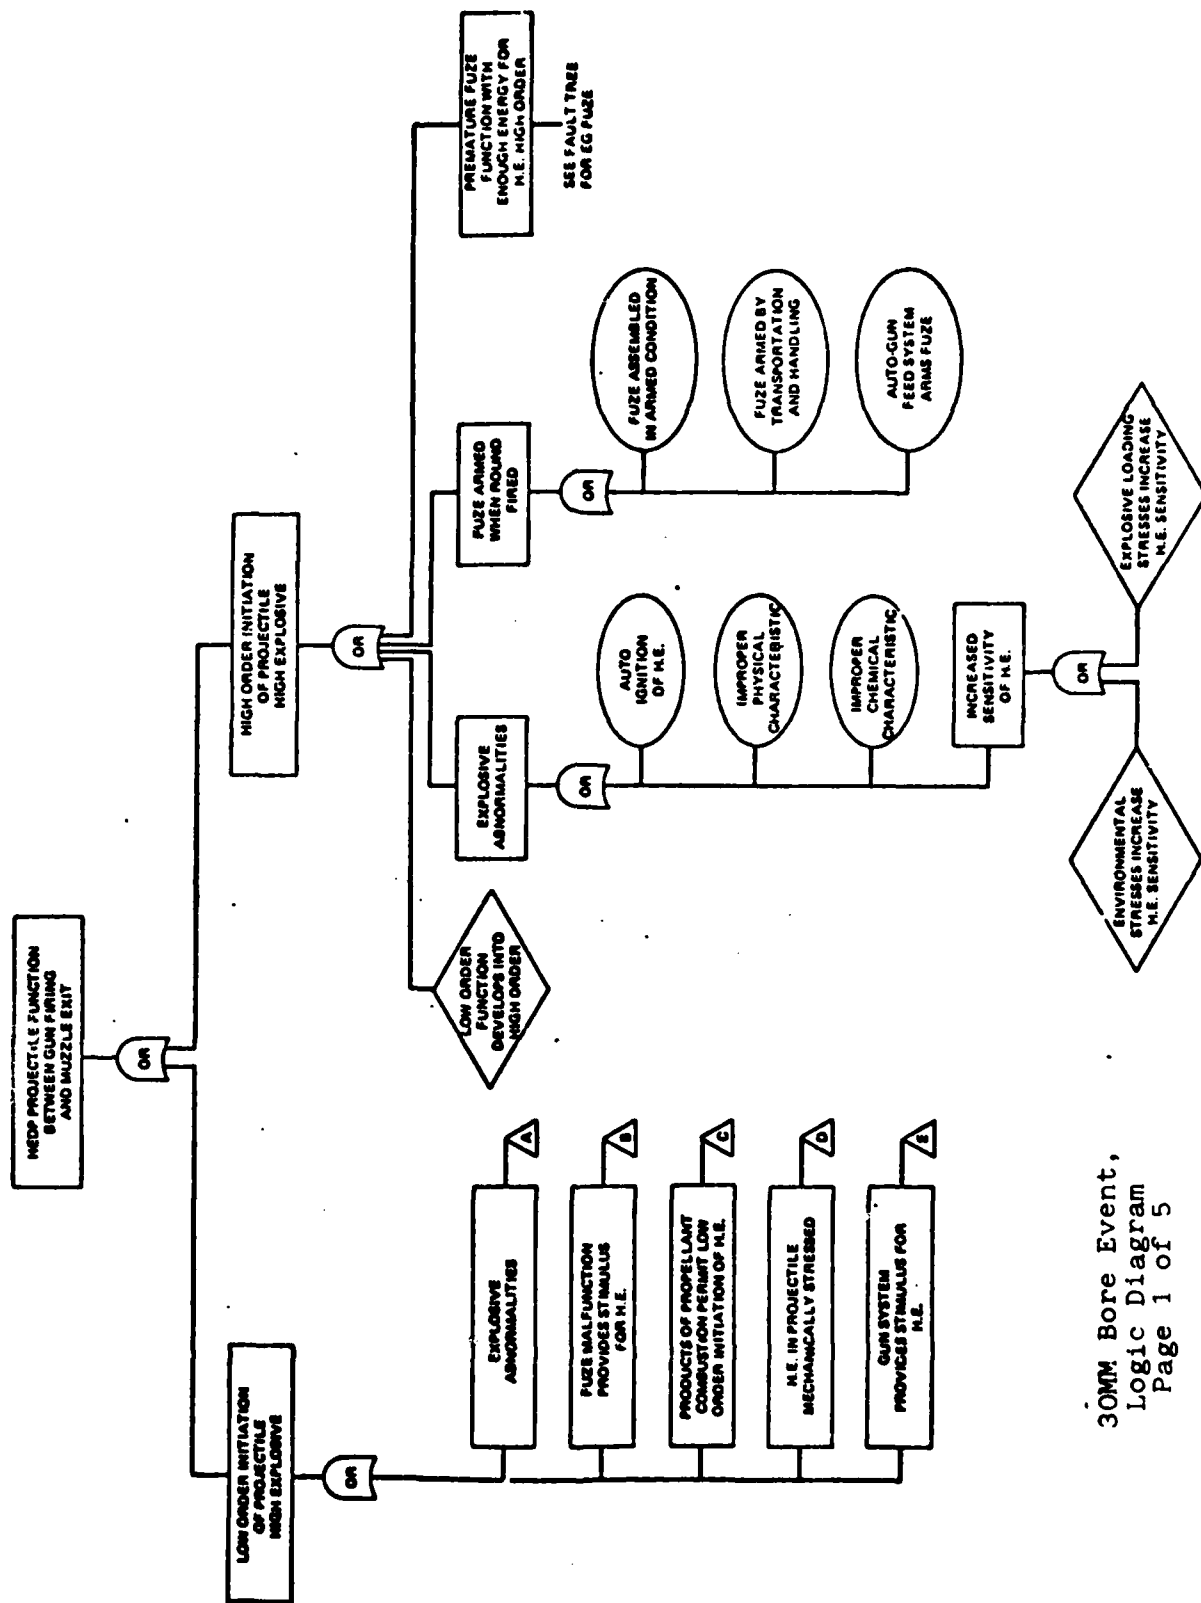 HEDP PROJECTILE FUNCTION
BETWEEN GUN FIRING
AND MUZZLE EXIT
OR
LOW ORDER INITIATION
OF PROJECTILE
HIGH EXPLOSIVE
OR
EXPLOSIVE
ABNORMALITIES
A
FUZE MALFUNCTION
PROVIDES STIMULUS
FOR H.E.
B
PRODUCTS OF PROPELLANT
COMBUSTION PERMIT LOW
ORDER INITIATION OF H.E.
C
H.E. IN PROJECTILE
MECHANICALLY STRESSED
D
GUN SYSTEM
PROVIDES STIMULUS FOR
H.E.
E
HIGH ORDER INITIATION
OF PROJECTILE
HIGH EXPLOSIVE
OR
LOW ORDER
FUNCTION
DEVELOPS INTO
HIGH ORDER
EXPLOSIVE
ABNORMALITIES
OR
AUTO
IGNITION
OF H.E.
IMPROPER
PHYSICAL
CHARACTERISTIC
IMPROPER
CHEMICAL
CHARACTERISTIC
INCREASED
SENSITIVITY
OF H.E.
OR
ENVIRONMENTAL
STRESSES INCREASE
H.E. SENSITIVITY
EXPLOSIVE LOADING
STRESSES INCREASE
H.E. SENSITIVITY
FUZE ARMED
WHEN ROUND
FIRED
OR
FUZE ASSEMBLED
IN ARMED CONDITION
FUZE ARMED BY
TRANSPORTATION
AND HANDLING
AUTO-GUN
FEED SYSTEM
ARMS FUZE
PREMATURE FUZE
FUNCTION WITH
ENOUGH ENERGY FOR
H.E. HIGH ORDER
SEE FAULT TREE
FOR EG FUZE
30MM Bore Event,
Logic Diagram
Page 1 of 5